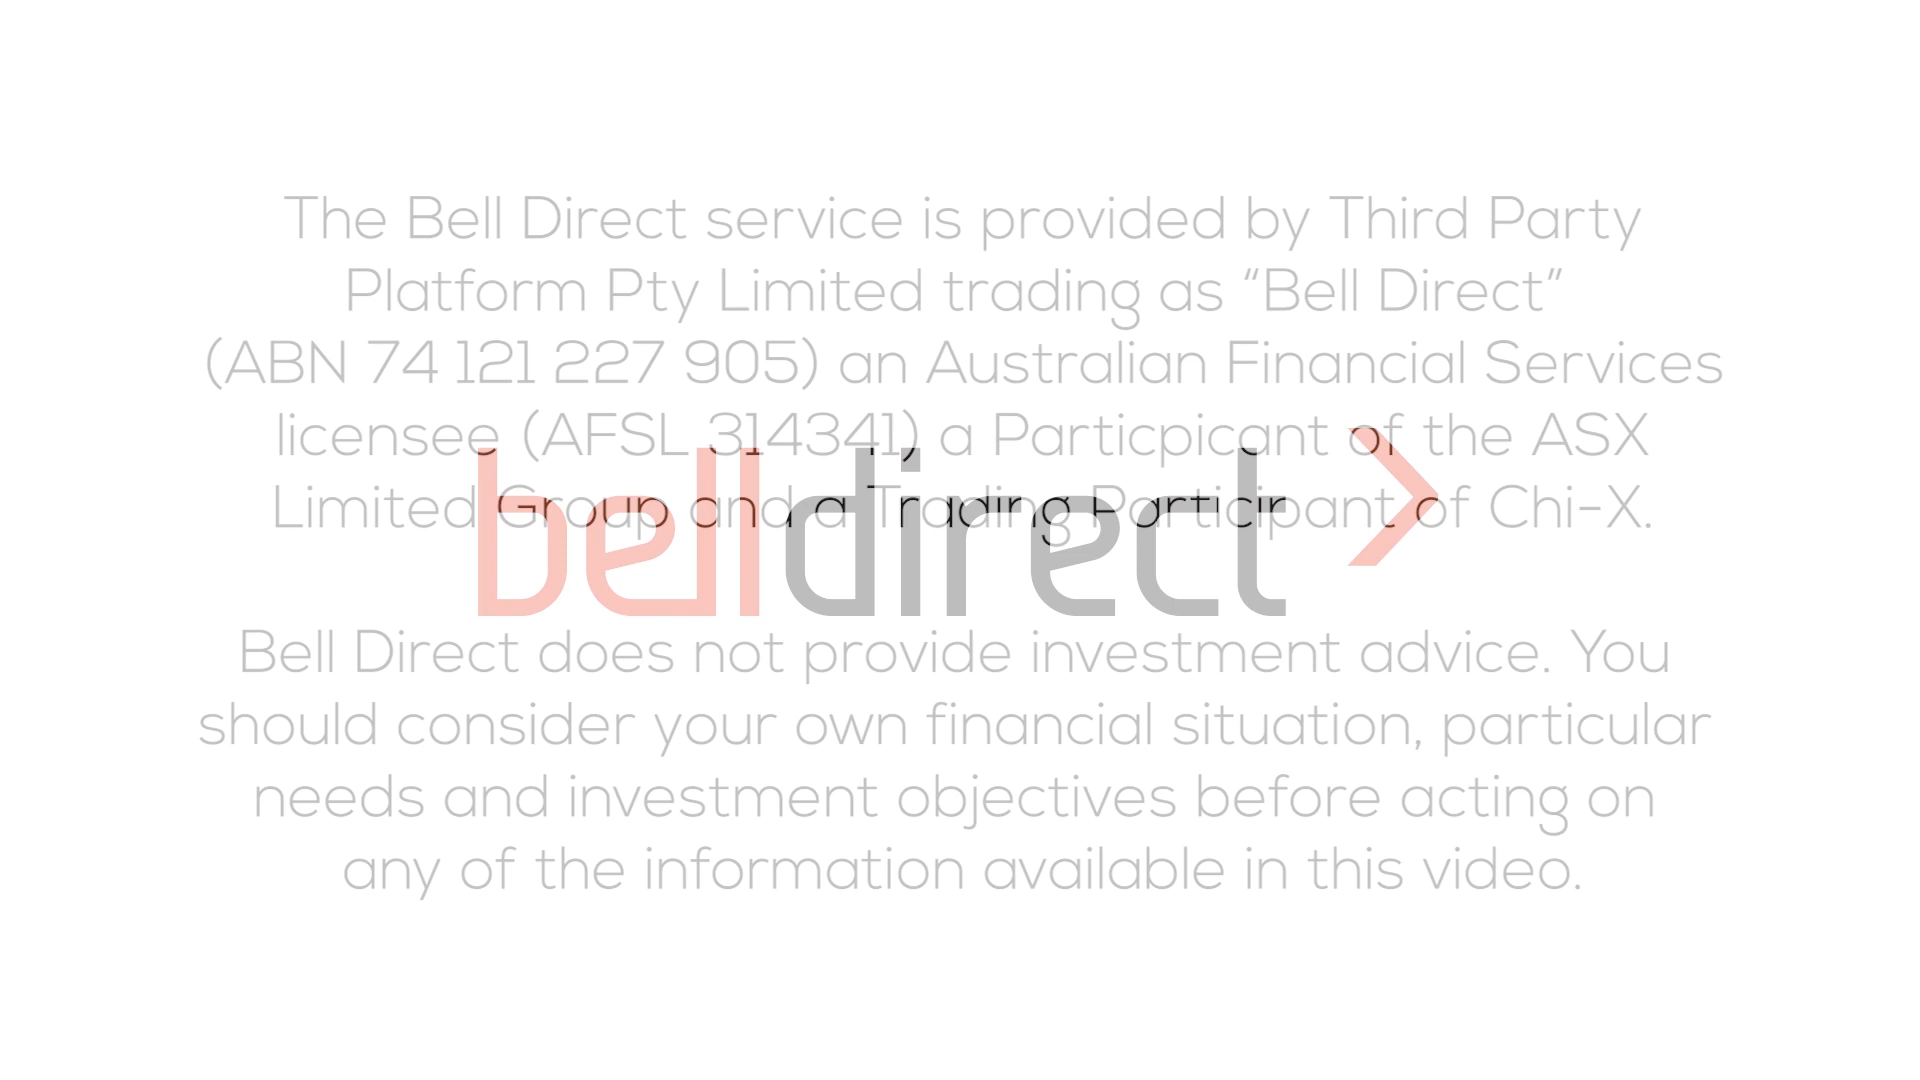 The Bell Direct service is provided by Third Party
Platform Pty Limited trading as “Bell Direct”
(ABN 74 121 227 905) an Australian Financial Services
licensee (AFSL 314341) a Particpicant of the ASX
Limited Group and a Trading Participant of Chi-X.
belldirect
Bell Direct does not provide investment advice. You
should consider your own financial situation, particular
needs and investment objectives before acting on
any of the information available in this video.